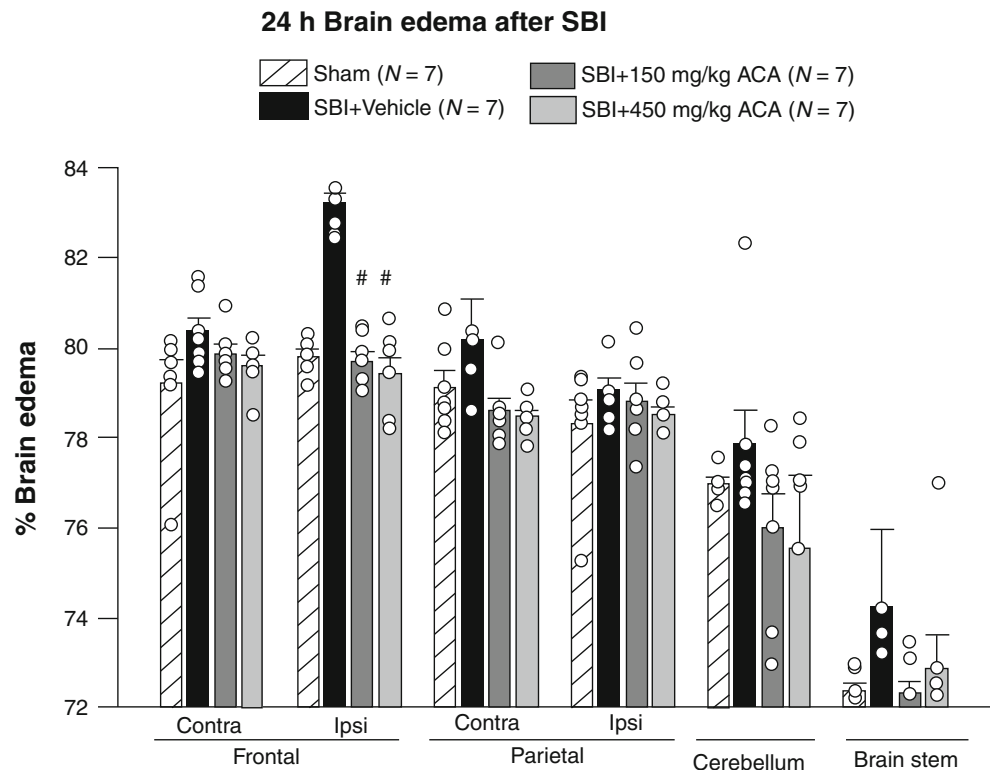 24 h Brain edema after SBI
Sham (N = 7)
SBI+150 mg/kg ACA (N = 7)
SBI+Vehicle (N = 7)
SBI+450 mg/kg ACA (N = 7)
% Brain edema
84
82
80
78
76
74
72
# #
Contra Ipsi Contra Ipsi
Frontal Parietal Cerebellum Brain stem